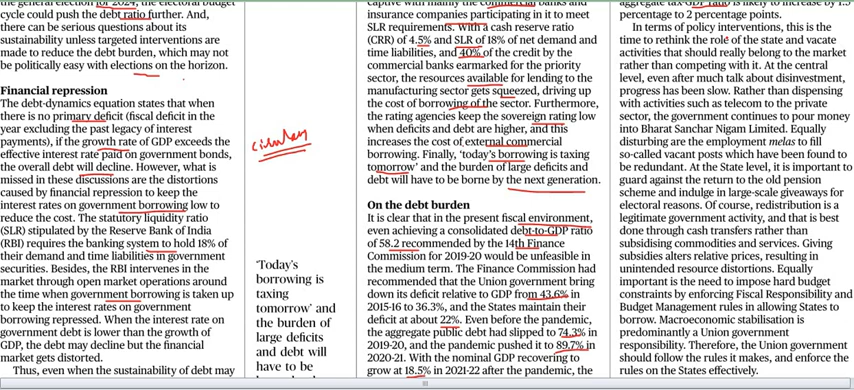 the general election for 2024, the electoral budget
cycle could push the debt ratio further. And,
there can be serious questions about its
sustainability unless targeted interventions are
made to reduce the debt burden, which may not
be politically easy with elections on the horizon.
Financial repression
The debt-dynamics equation states that when
there is no primary deficit (fiscal deficit in the
year excluding the past legacy of interest
payments), if the growth rate of GDP exceeds the
effective interest rate paid on government bonds,
the overall debt will decline. However, what is
missed in these discussions are the distortions
caused by financial repression to keep the
interest rates on government borrowing low to
reduce the cost. The statutory liquidity ratio
(SLR) stipulated by the Reserve Bank of India
(RBI) requires the banking system to hold 18% of
their demand and time liabilities in government
securities. Besides, the RBI intervenes in the
market through open market operations around
the time when government borrowing is taken up
to keep the interest rates on government
borrowing repressed. When the interest rate on
government debt is lower than the growth of
GDP, the debt may decline but the financial
market gets distorted.
Thus, even when the sustainability of debt may
'Today's
borrowing is
taxing
tomorrow' and
the burden of
large deficits
and debt will
have to be
captive with mainly the commercial banks and
insurance companies participating in it to meet
SLR requirements. With a cash reserve ratio
(CRR) of 4.5% and SLR of 18% of net demand and
time liabilities, and 40% of the credit by the
commercial banks earmarked for the priority
sector, the resources available for lending to the
manufacturing sector gets squeezed, driving up
the cost of borrowing of the sector. Furthermore,
the rating agencies keep the sovereign rating low
when deficits and debt are higher, and this
increases the cost of external commercial
borrowing. Finally, 'today's borrowing is taxing
tomorrow' and the burden of large deficits and
debt will have to be borne by the next generation.
On the debt burden
It is clear that in the present fiscal environment,
even achieving a consolidated debt-to-GDP ratio
of 58.2 recommended by the 14th Finance
Commission for 2019-20 would be unfeasible in
the medium term. The Finance Commission had
recommended that the Union government bring
down its deficit relative to GDP from 43.6% in
2015-16 to 36.3%, and the States maintain their
deficit at about 22%. Even before the pandemic,
the aggregate public debt had slipped to 74.3% in
2019-20, and the pandemic pushed it to 89.7% in
2020-21. With the nominal GDP recovering to
grow at 18.5% in 2021-22 after the pandemic, the
aggregate tax-GDP ratio is likely to increase by 1.5
percentage to 2 percentage points.
In terms of policy interventions, this is the
time to rethink the role of the state and vacate
activities that should really belong to the market
rather than competing with it. At the central
level, even after much talk about disinvestment,
progress has been slow. Rather than dispensing
with activities such as telecom to the private
sector, the government continues to pour money
into Bharat Sanchar Nigam Limited. Equally
disturbing are the employment melas to fill
so-called vacant posts which have been found to
be redundant. At the State level, it is important to
guard against the return to the old pension
scheme and indulge in large-scale giveaways for
electoral reasons. Of course, redistribution is a
legitimate government activity, and that is best
done through cash transfers rather than
subsidising commodities and services. Giving
subsidies alters relative prices, resulting in
unintended resource distortions. Equally
important is the need to impose hard budget
constraints by enforcing Fiscal Responsibility and
Budget Management rules in allowing States to
borrow. Macroeconomic stabilisation is
predominantly a Union government
responsibility. Therefore, the Union government
should follow the rules it makes, and enforce the
rules on the States effectively.